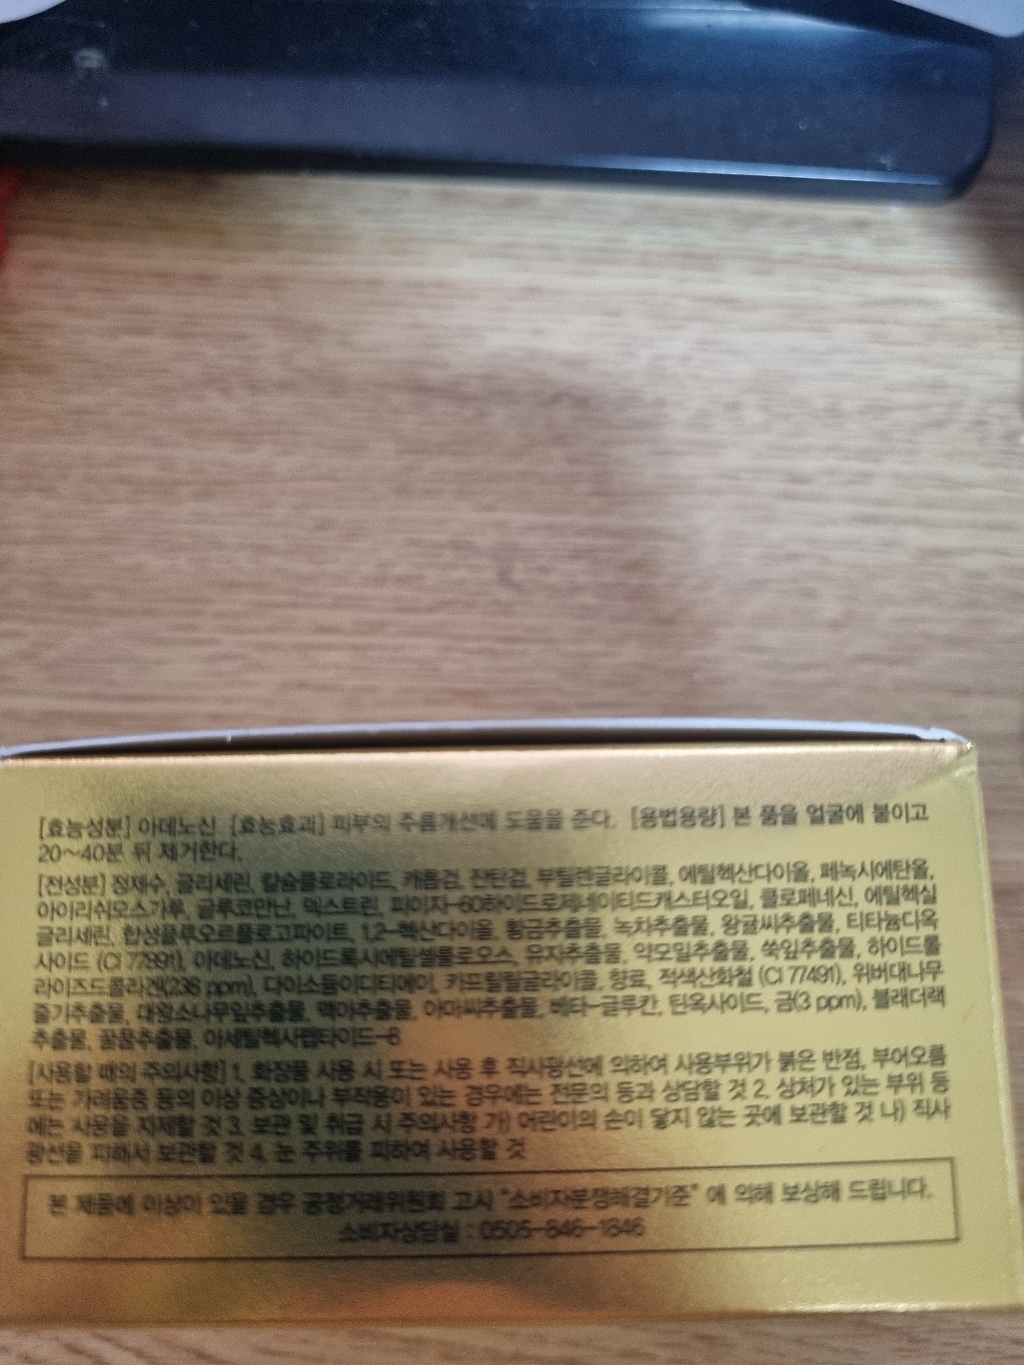 [효능성분] 아데노신 [효능효과] 피부의 주름개선에 도움을 준다. [용법용량] 본 품을 얼굴에 붙이고
20~40분 뒤 제거한다.
[전성분] 정제수, 글리세린, 칼슘클로라이드, 캐롭검, 잔탄검, 부틸렌글라이콜, 에틸헥산다이올, 페녹시에탄올,
아이리쉬모스가루, 글루코만난, 덱스트린, 피이지-60하이드로제네이티드캐스터오일, 클로페네신, 에틸헥실
글리세린, 합성플루오르플로고파이트, 1,2-헥산다이올, 황금추출물, 녹차추출물, 왕귤씨추출물, 티타늄디옥
사이드 (CI 77891), 아데노신, 하이드록시에틸셀룰로오스, 유자추출물, 약모밀추출물, 쑥잎추출물, 하이드롤
라이즈드콜라겐(238 ppm), 다이소듐이디티에이, 카프릴릴글라이콜, 향료, 적색산화철 (CI 77491), 위버대나무
줄기추출물, 대왕소나무잎추출물, 맥아추출물, 아마씨추출물, 베타-글루칸, 틴옥사이드, 금(3 ppm), 블래더랙
추출물, 꿀추출물, 아세틸헥사펩타이드-8
[사용할 때의 주의사항] 1. 화장품 사용 시 또는 사용 후 직사광선에 의하여 사용부위가 붉은 반점, 부어오름
또는 가려움증 등의 이상 증상이나 부작용이 있는 경우에는 전문의 등과 상담할 것 2. 상처가 있는 부위 등
에는 사용을 자제할 것 3. 보관 및 취급 시 주의사항 가) 어린이의 손이 닿지 않는 곳에 보관할 것 나) 직사
광선을 피해서 보관할 것 4. 눈 주위를 피하여 사용할 것
본 제품에 이상이 있을 경우 공정거래위원회 고시 "소비자분쟁해결기준" 에 의해 보상해 드립니다.
소비자상담실 : 0505-846-1846